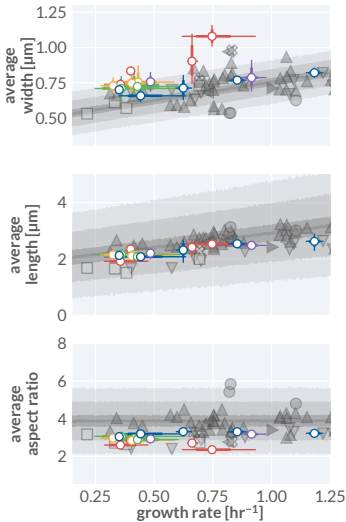 average
width [µm]
1.25
1.00
0.75
0.50
average
length [µm]
4
2
0
average
aspect ratio
8
6
4
2
0.25 0.50 0.75 1.00 1.25
growth rate [hr⁻¹]